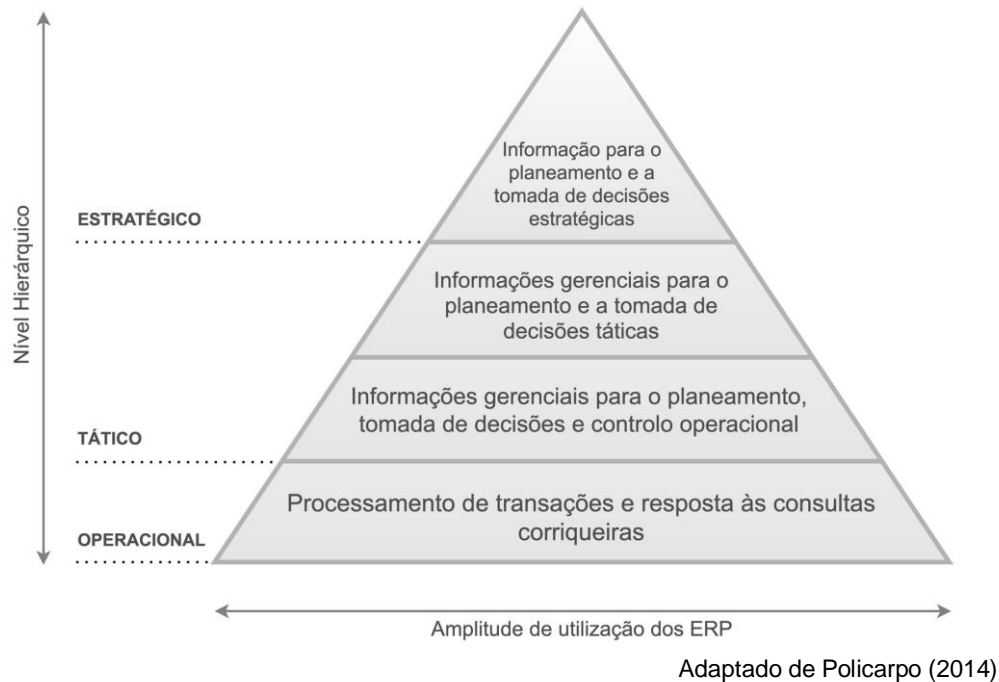 Nível Hierárquico
Informação para o
planeamento e a
tomada de decisões
estratégicas
ESTRATÉGICO
Informações gerenciais para o
planeamento e a tomada de
decisões táticas
Informações gerenciais para o planeamento,
tomada de decisões e controlo operacional
TÁTICO
Processamento de transações e resposta às consultas
corriqueiras
OPERACIONAL
Amplitude de utilização dos ERP
Adaptado de Policarpo (2014)